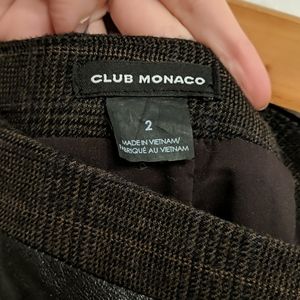 CLUB MONACO
2
MADE IN VIETNAM/
FABRIQUÉ AU VIETNAM